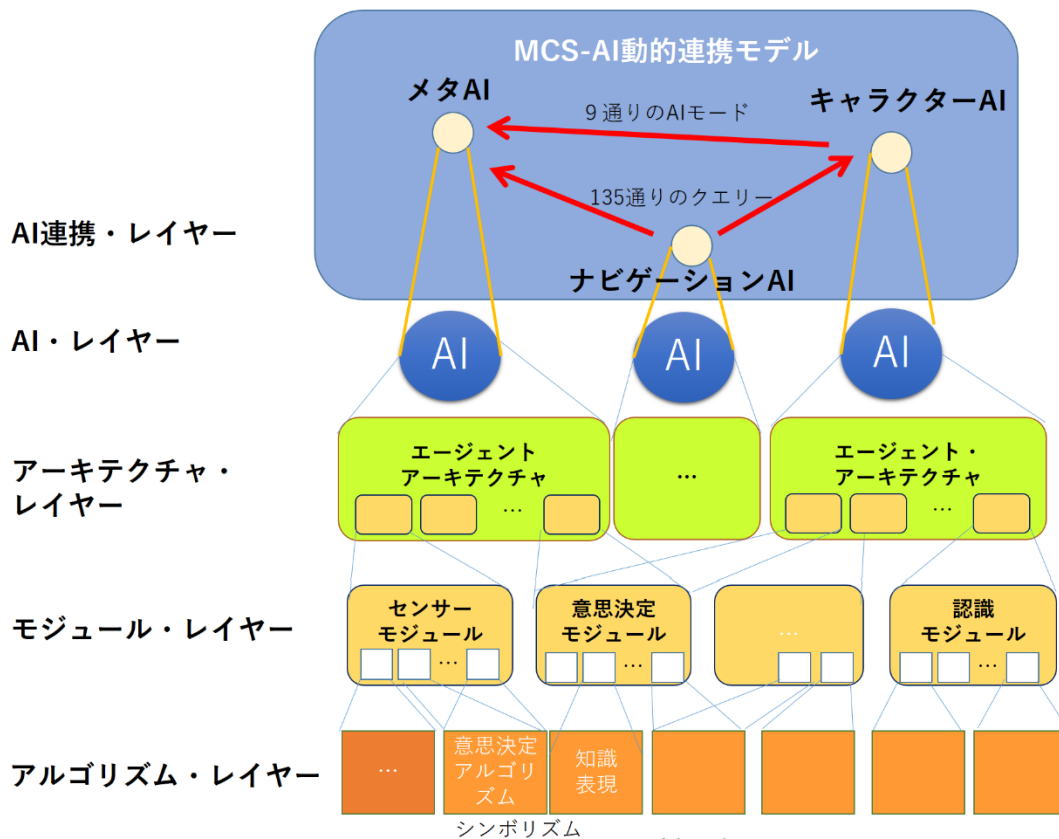 MCS-AI動的連携モデル
メタAI
キャラクターAI
9通りのAIモード
135通りのクエリー
AI連携・レイヤー
ナビゲーションAI
AI・レイヤー
AI
AI
AI
アーキテクチャ・
レイヤー
エージェント
アーキテクチャ
…
…
エージェント・
アーキテクチャ
…
モジュール・レイヤー
センサー
モジュール
…
意思決定
モジュール
…
…
認識
モジュール
…
アルゴリズム・レイヤー
…
意思決定
アルゴリ
ズム
知識
表現
シンボリズム